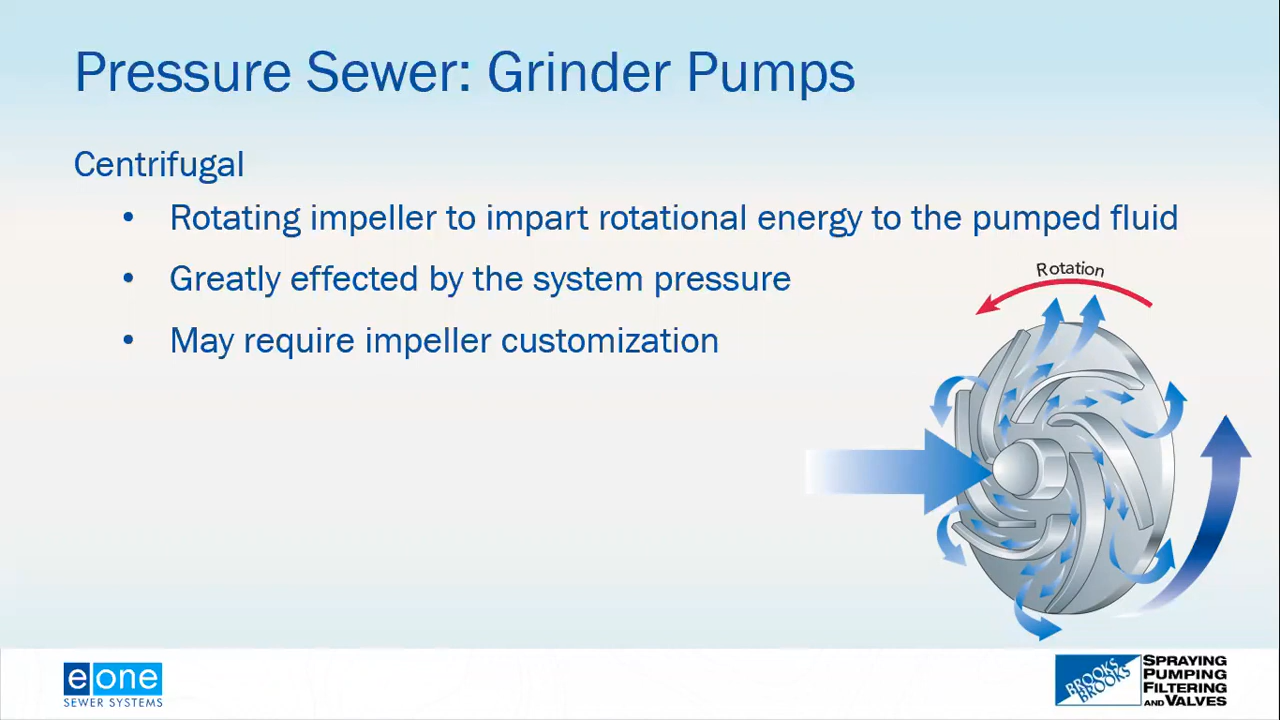 Pressure Sewer: Grinder Pumps
Centrifugal
• Rotating impeller to impart rotational energy to the pumped fluid
• Greatly effected by the system pressure
• May require impeller customization
Rotation
e one
SEWER SYSTEMS
BROOKS
BROOKS
SPRAYING
PUMPING
FILTERING
AND VALVES